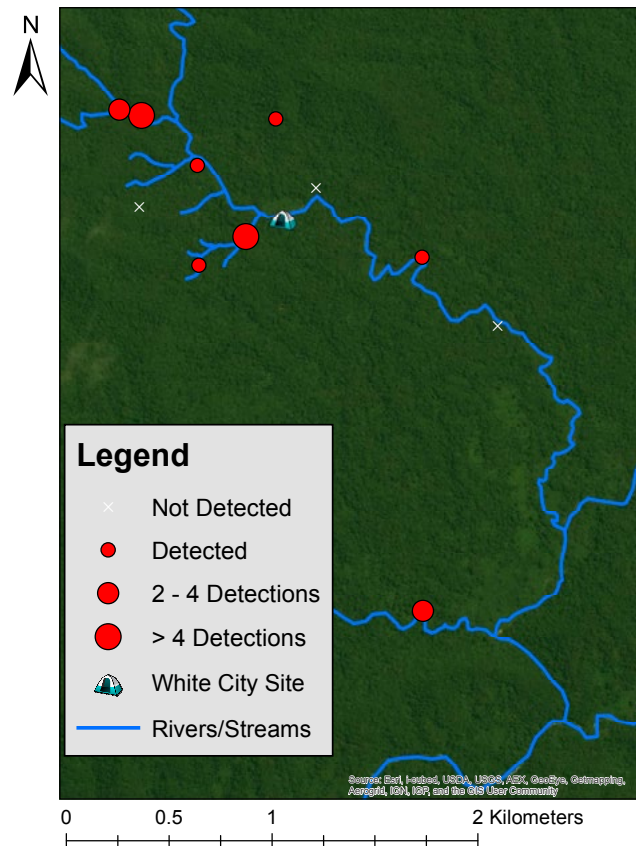 N
Legend
Not Detected
Detected
2 - 4 Detections
> 4 Detections
White City Site
Rivers/Streams
Source: Esri, i-cubed, USDA, USGS, AEX, GeoEye, Getmapping,
Aerogrid, IGN, IGP, and the GIS User Community
0 0.5 1 2 Kilometers